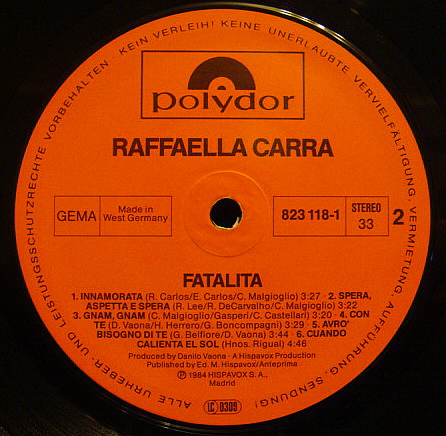 ALLE URHEBER- UND LEISTUNGSSCHUTZRECHTE VORBEHALTEN · KEIN VERLEIH! KEINE UNERLAUBTE VERVIELFÄLTIGUNG, VERMIETUNG, AUFFÜHRUNG, SENDUNG!
polydor
RAFFAELLA CARRA
GEMA
Made in
West Germany
823 118-1
STEREO
33
2
FATALITA
1. INNAMORATA (R. Carlos/E. Carlos/C. Malgioglio) 3:27 · 2. SPERA,
ASPETTA E SPERA (R. Lee/R. DeCarvalho/C. Malgioglio) 3:22
3. GNAM, GNAM (C. Malgioglio/Gasperi/C. Castellari) 3:20 · 4. CON
TE (D. Vaona/H. Herrero/G. Boncompagni) 3:29 · 5. AVRO'
BISOGNO DI TE (G. Belfiore/D. Vaona) 3:44 · 6. CUANDO
CALIENTA EL SOL (Hnos. Rigual) 4:46
Produced by Danilo Vaona · A Hispavox Production
Published by Ed. M. Hispavox/Anteprima
℗ 1984 HISPAVOX S. A.,
Madrid
LC 0309